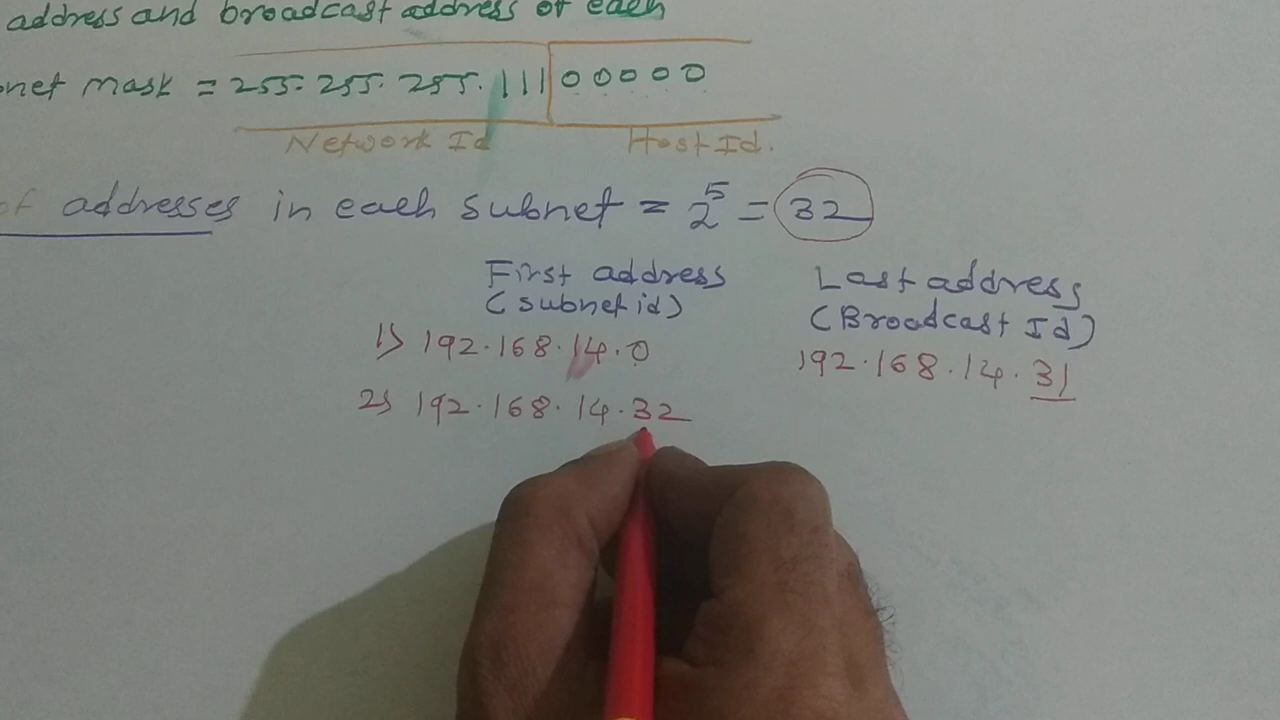 address and broadcast address of each
net mask = 255.255.255.11100000
Network Id Host Id.
of addresses in each subnet = 2^5 = 32
First address Last address
(subnet id) (Broadcast Id)
1) 192.168.14.0 192.168.14.31
2) 192.168.14.32